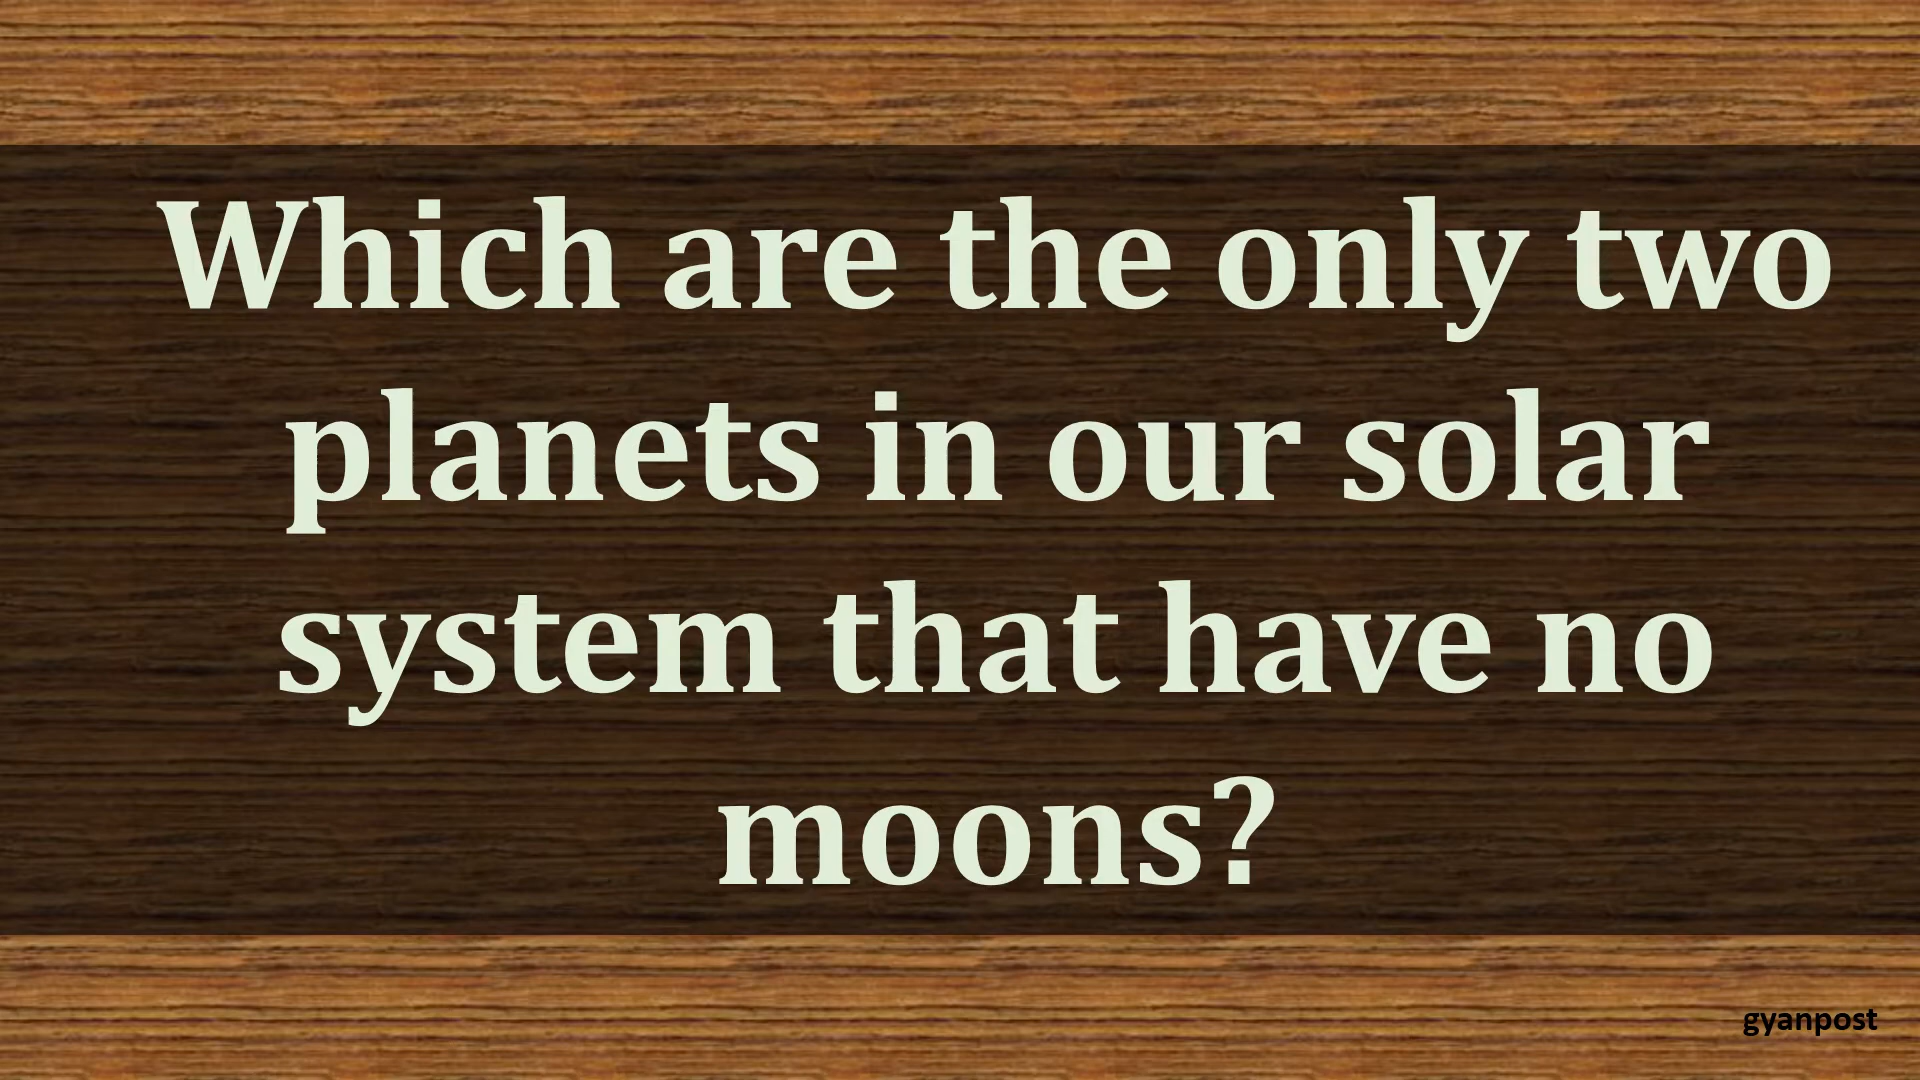 Which are the only two
planets in our solar
system that have no
moons?
gyanpost